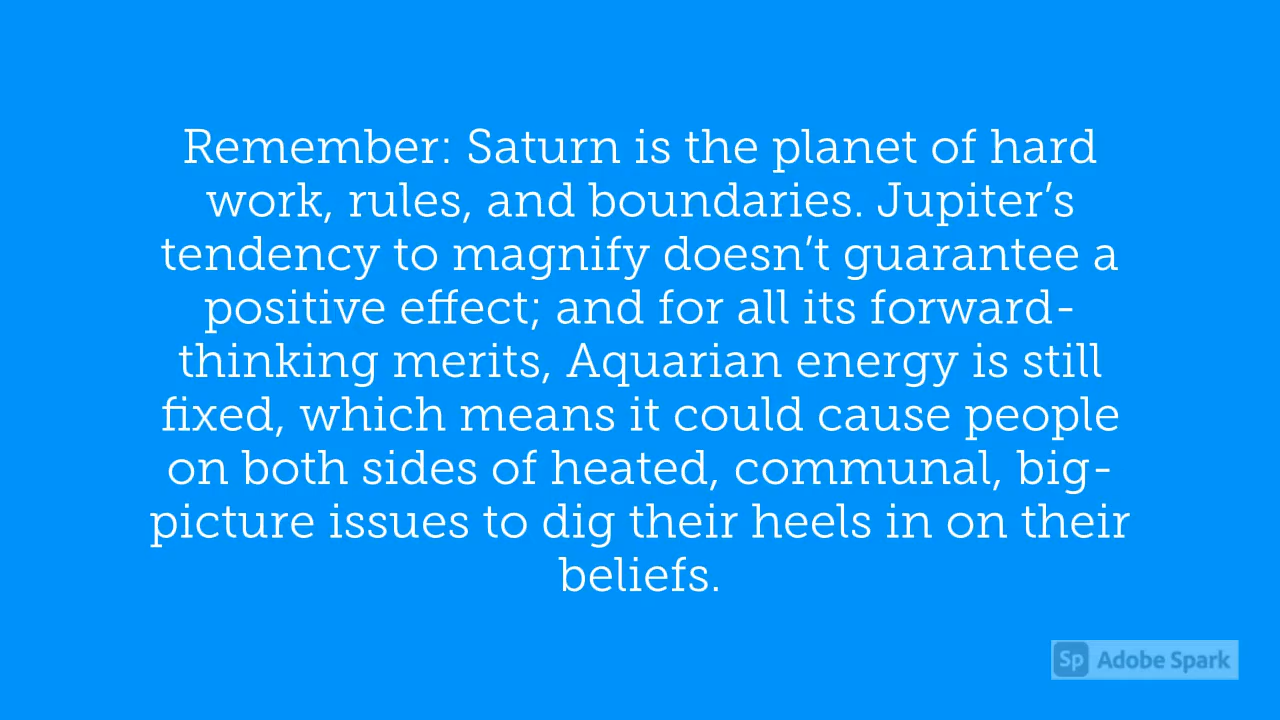 Remember: Saturn is the planet of hard
work, rules, and boundaries. Jupiter’s
tendency to magnify doesn’t guarantee a
positive effect; and for all its forward-
thinking merits, Aquarian energy is still
fixed, which means it could cause people
on both sides of heated, communal, big-
picture issues to dig their heels in on their
beliefs.
Sp Adobe Spark